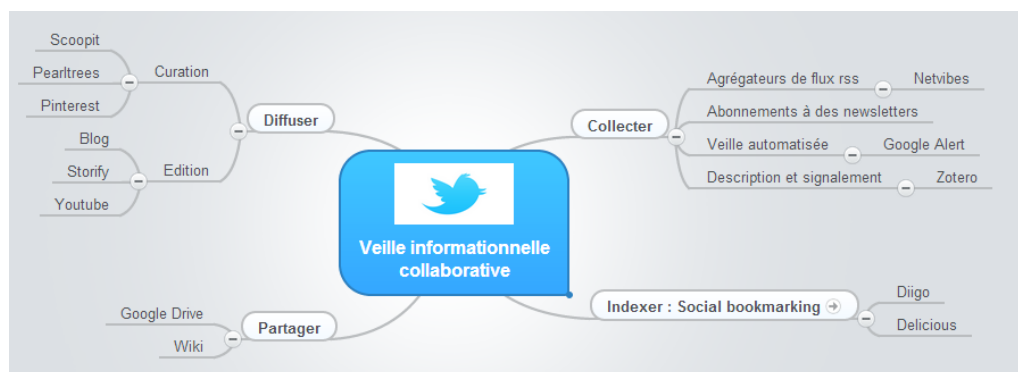 Veille informationnelle
collaborative
Diffuser
Curation
Scoopit
Pearltrees
Pinterest
Edition
Blog
Storify
Youtube
Partager
Google Drive
Wiki
Collecter
Agrégateurs de flux rss
Netvibes
Abonnements à des newsletters
Veille automatisée
Google Alert
Description et signalement
Zotero
Indexer : Social bookmarking
Diigo
Delicious